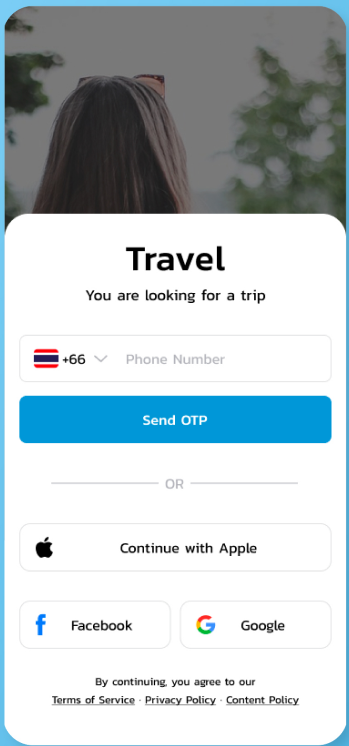 Travel
You are looking for a trip
+66 Phone Number
Send OTP
OR
Continue with Apple
Facebook
Google
By continuing, you agree to our
Terms of Service · Privacy Policy · Content Policy